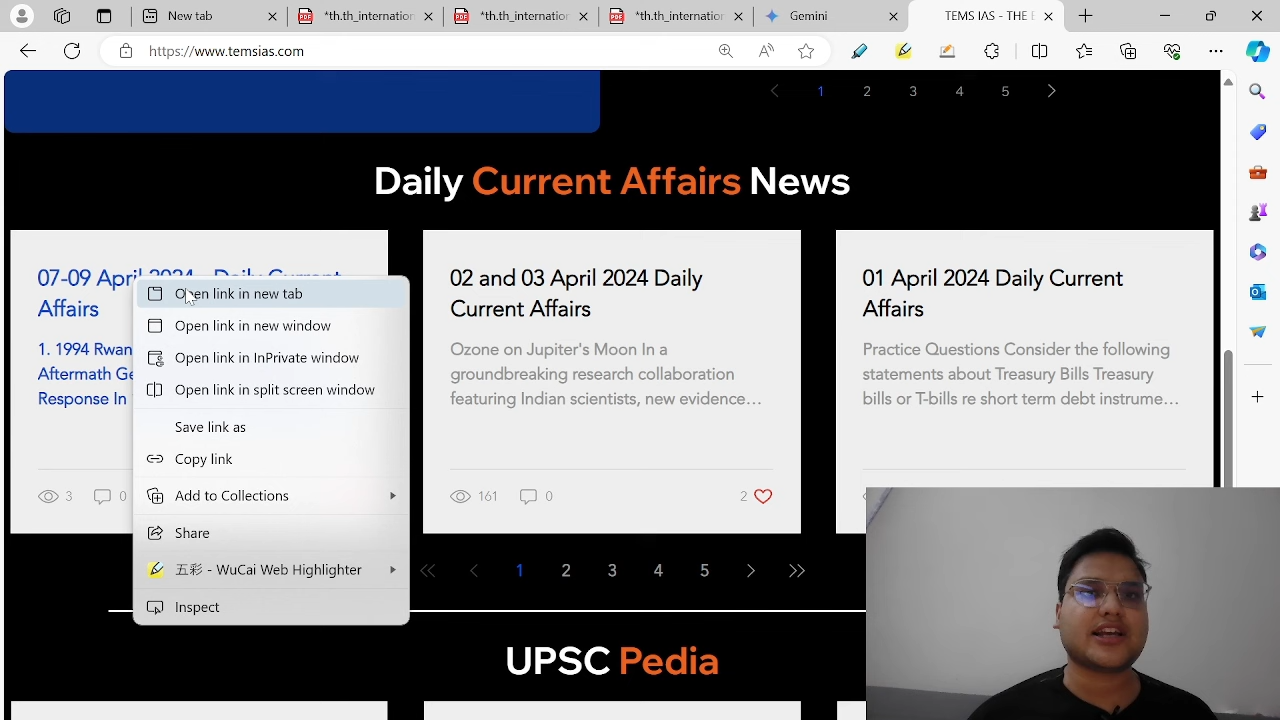 New tab
*th.th_internation
*th.th_internation
*th.th_internation
Gemini
TEMS IAS - THE E
https://www.temsias.com
1 2 3 4 5
Daily Current Affairs News
07-09 April 2024 - Daily Current
Affairs
1. 1994 Rwan
Aftermath Ge
Response In
3 0
Open link in new tab
Open link in new window
Open link in InPrivate window
Open link in split screen window
Save link as
Copy link
Add to Collections
Share
五彩 - WuCai Web Highlighter
Inspect
02 and 03 April 2024 Daily
Current Affairs
Ozone on Jupiter's Moon In a
groundbreaking research collaboration
featuring Indian scientists, new evidence…
161 0 2
01 April 2024 Daily Current
Affairs
Practice Questions Consider the following
statements about Treasury Bills Treasury
bills or T-bills re short term debt instrume…
1 2 3 4 5
UPSC Pedia